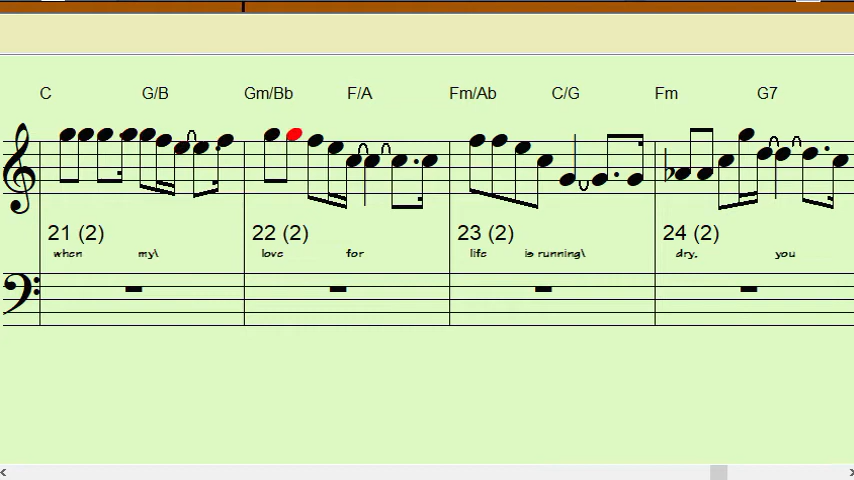 C G/B Gm/Bb F/A Fm/Ab C/G Fm G7
21 (2) 22 (2) 23 (2) 24 (2)
when my\ love for life is running\ dry, you